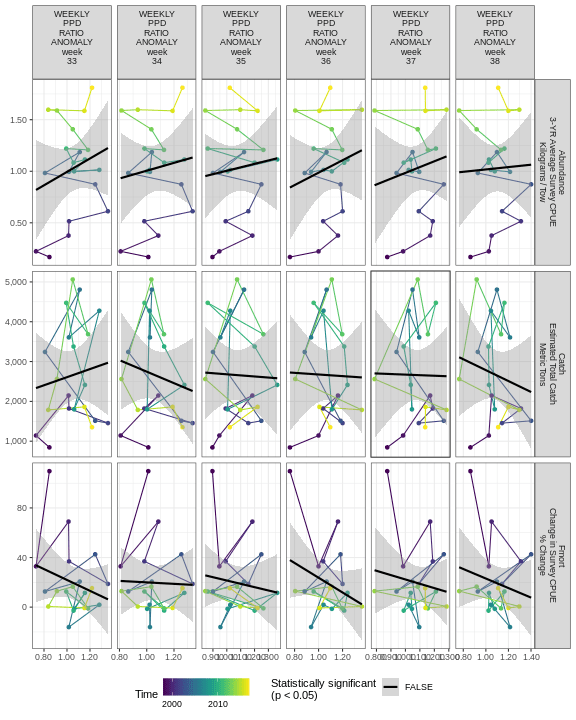 WEEKLY
PPD
RATIO
ANOMALY
week
33
WEEKLY
PPD
RATIO
ANOMALY
week
34
WEEKLY
PPD
RATIO
ANOMALY
week
35
WEEKLY
PPD
RATIO
ANOMALY
week
36
WEEKLY
PPD
RATIO
ANOMALY
week
37
WEEKLY
PPD
RATIO
ANOMALY
week
38
1.50
1.00
0.50
Abundance
3-YR Average Survey CPUE
Kilograms / Tow
5,000
4,000
3,000
2,000
1,000
Catch
Estimated Total Catch
Metric Tons
80
40
0
Fmort
Change in Survey CPUE
% Change
0.80 1.00 1.20
0.80 1.00 1.20
0.80 1.00 1.20
0.80 1.00 1.20 1.40
Time
2000 2010
Statistically significant
(p < 0.05)
FALSE